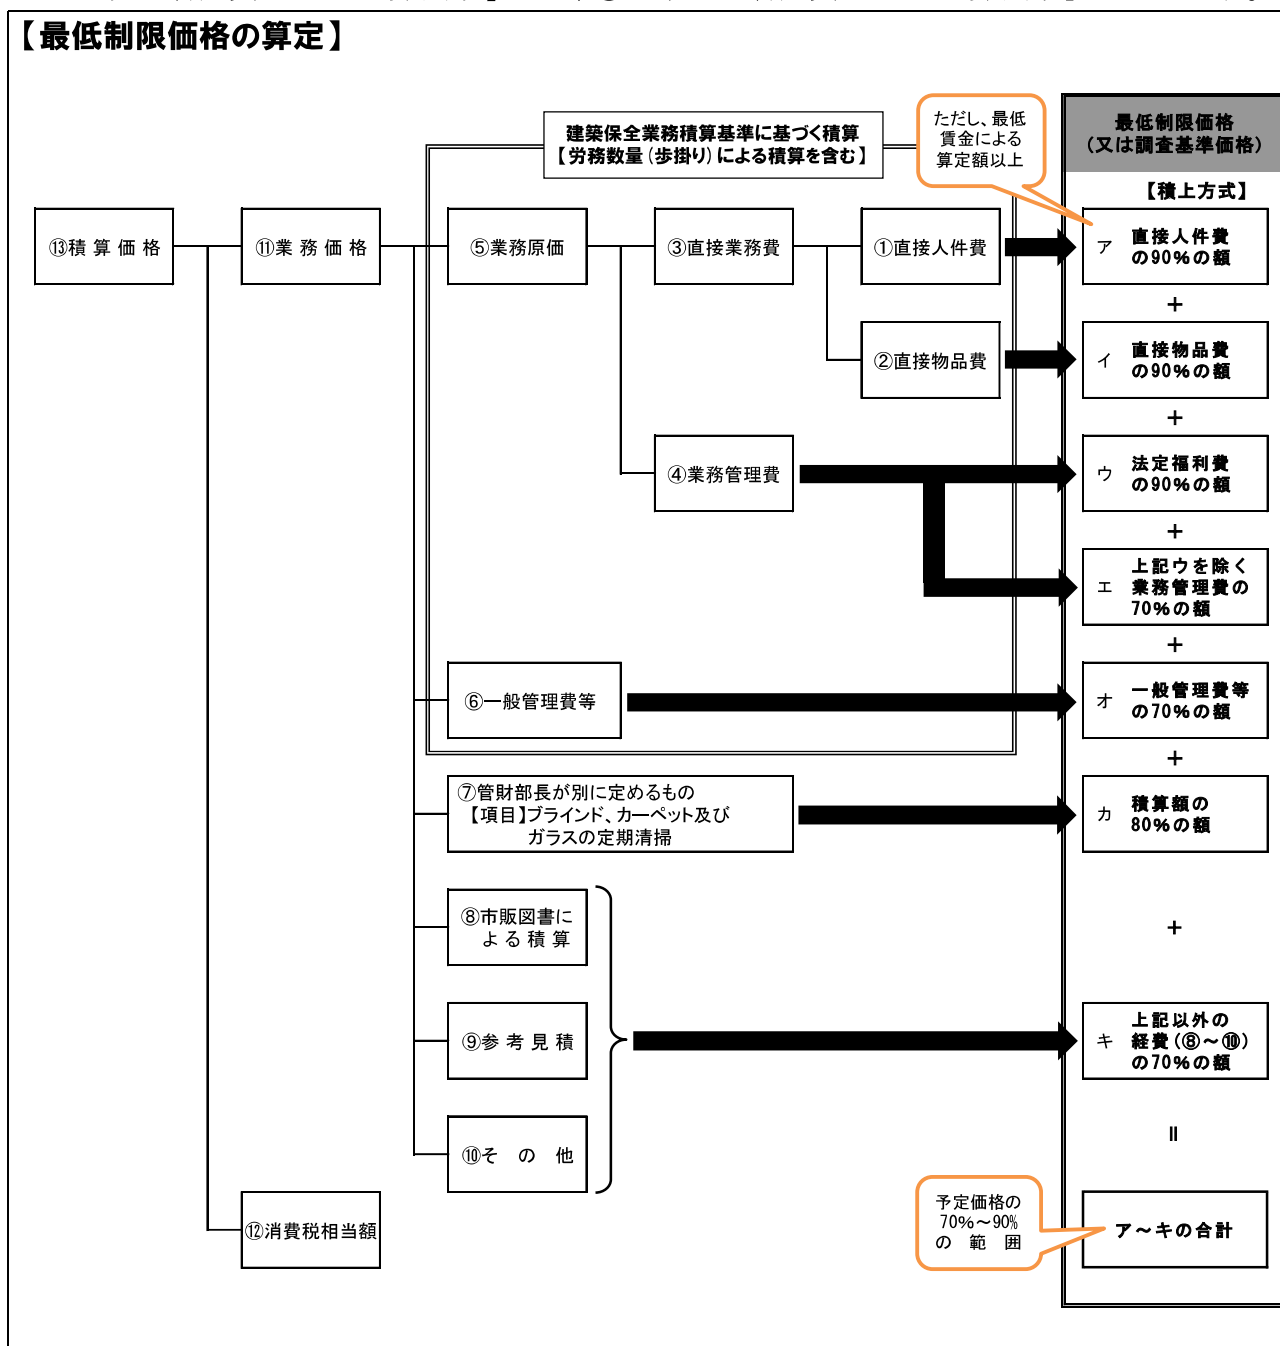 【最低制限価格の算定】
建築保全業務積算基準に基づく積算
【労務数量(歩掛り)による積算を含む】
ただし、最低
賃金による
算定額以上
最低制限価格
(又は調査基準価格)
【積上方式】
⑬積算価格
⑪業務価格
⑤業務原価
③直接業務費
①直接人件費
ア 直接人件費
の90%の額
+
②直接物品費
イ 直接物品費
の90%の額
+
④業務管理費
ウ 法定福利費
の90%の額
+
エ 上記ウを除く
業務管理費の
70%の額
+
⑥一般管理費等
オ 一般管理費等
の70%の額
+
⑦管財部長が別に定めるもの
【項目】ブラインド、カーペット及び
ガラスの定期清掃
カ 積算額の
80%の額
+
⑧市販図書に
よる積算
⑨参考見積
キ 上記以外の
経費(⑧~⑩)
の70%の額
=
⑩その他
⑫消費税相当額
予定価格の
70%~90%
の範囲
ア~キの合計